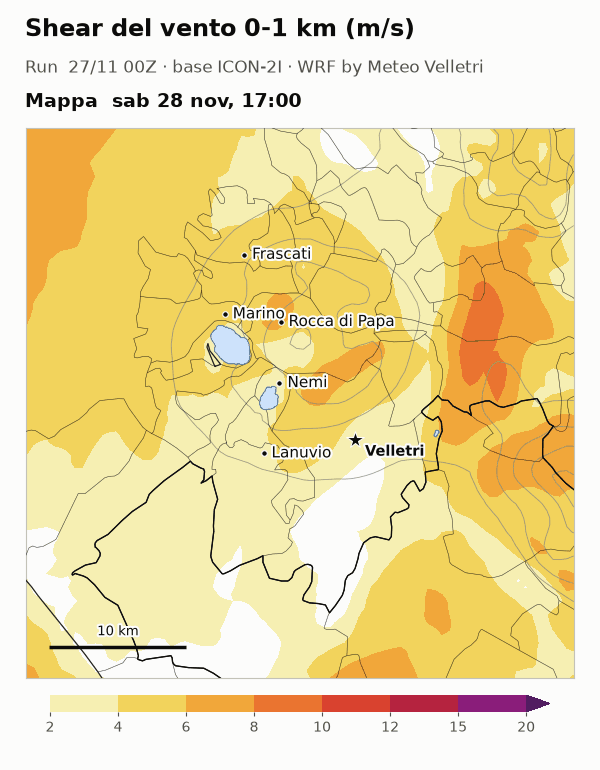 Shear del vento 0-1 km (m/s)
Run  27/11 00Z · base ICON-2I · WRF by Meteo Velletri
Mappa  sab 28 nov, 17:00
Frascati
Marino
Rocca di Papa
Nemi
Velletri
Lanuvio
10 km
2 4 6 8 10 12 15 20